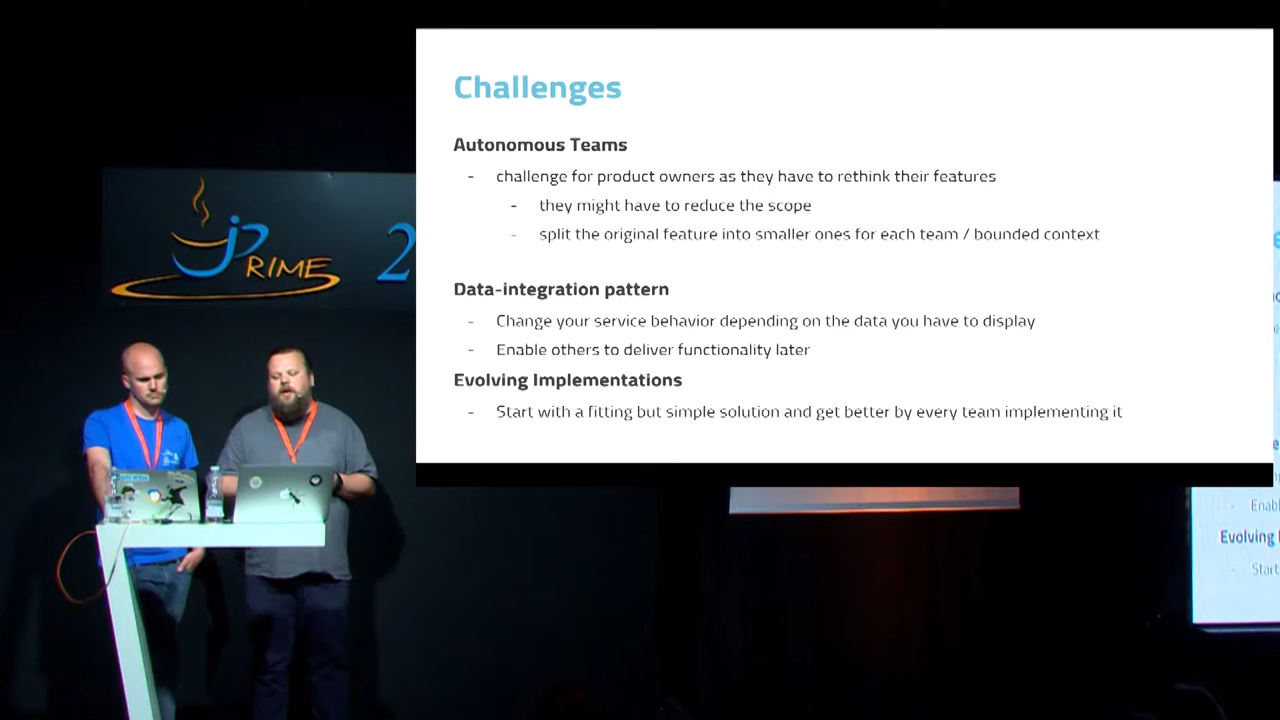 Challenges
Autonomous Teams
- challenge for product owners as they have to rethink their features
- they might have to reduce the scope
- split the original feature into smaller ones for each team / bounded context
Data-integration pattern
- Change your service behavior depending on the data you have to display
- Enable others to deliver functionality later
Evolving Implementations
- Start with a fitting but simple solution and get better by every team implementing it
jPRIME 2
- Enabl
Evolving
- Start